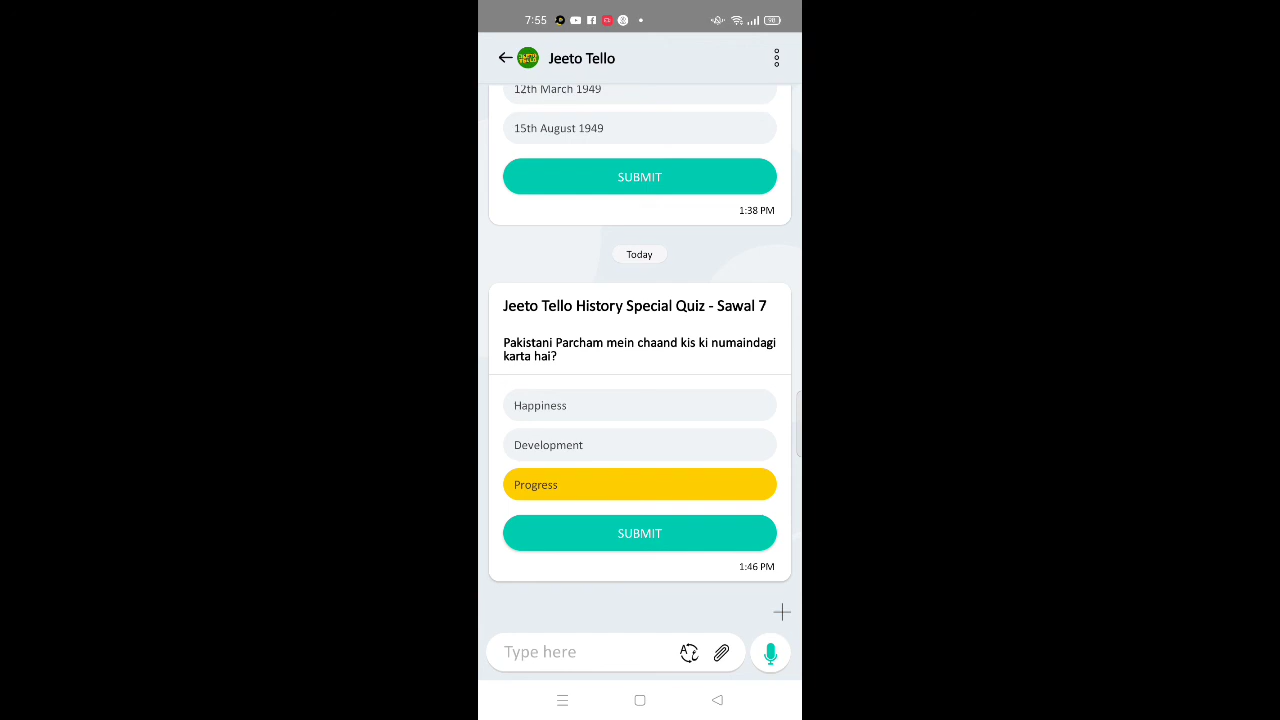 7:55
Jeeto Tello
12th March 1949
15th August 1949
SUBMIT
1:38 PM
Today
Jeeto Tello History Special Quiz - Sawal 7
Pakistani Parcham mein chaand kis ki numaindagi
karta hai?
Happiness
Development
Progress
SUBMIT
1:46 PM
Type here